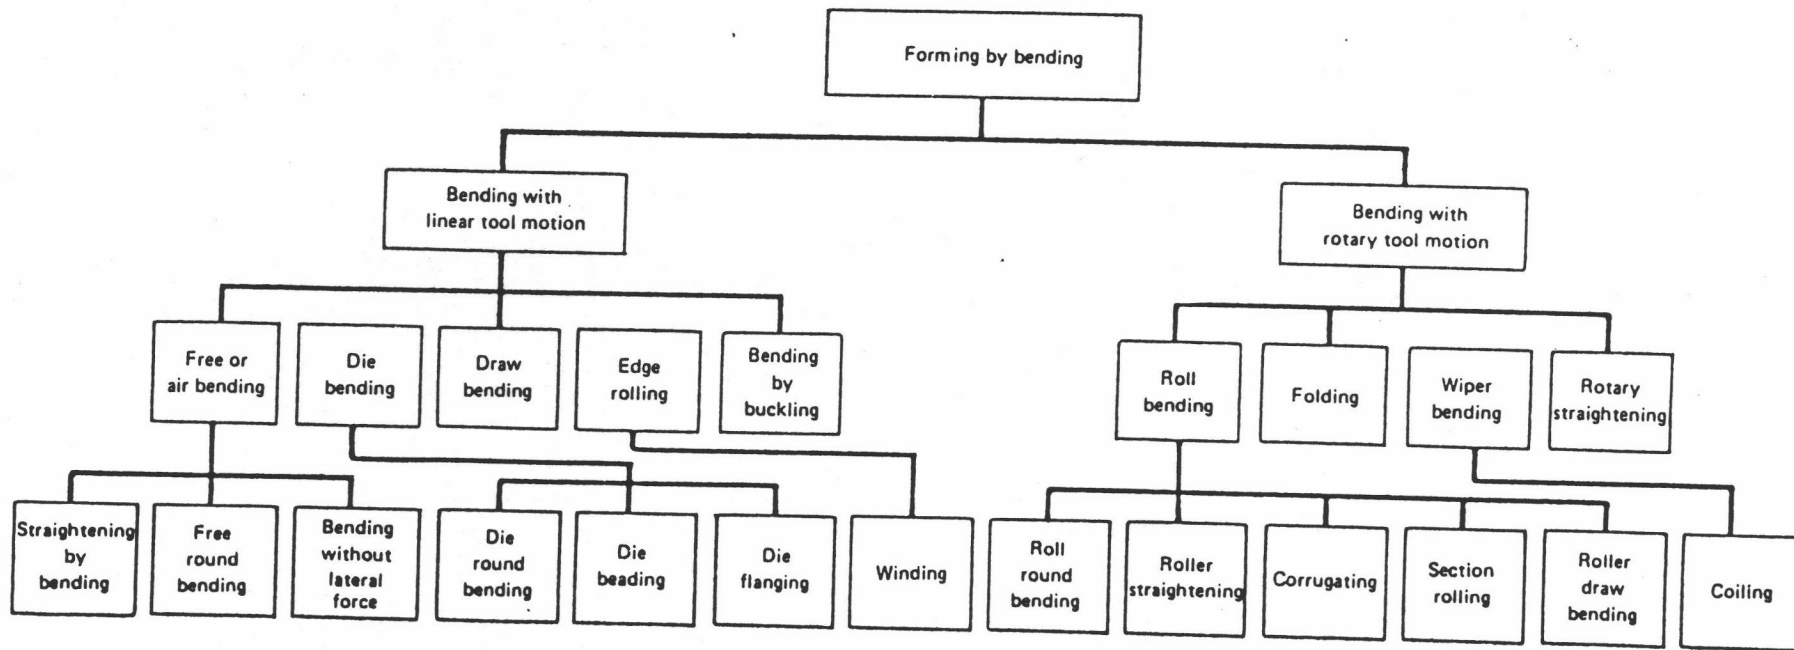 Forming by bending
Bending with
linear tool motion
Bending with
rotary tool motion
Free or
air bending
Die
bending
Draw
bending
Edge
rolling
Bending
by
buckling
Roll
bending
Folding
Wiper
bending
Rotary
straightening
Straightening
by
bending
Free
round
bending
Bending
without
lateral
force
Die
round
bending
Die
beading
Die
flanging
Winding
Roll
round
bending
Roller
straightening
Corrugating
Section
rolling
Roller
draw
bending
Coiling